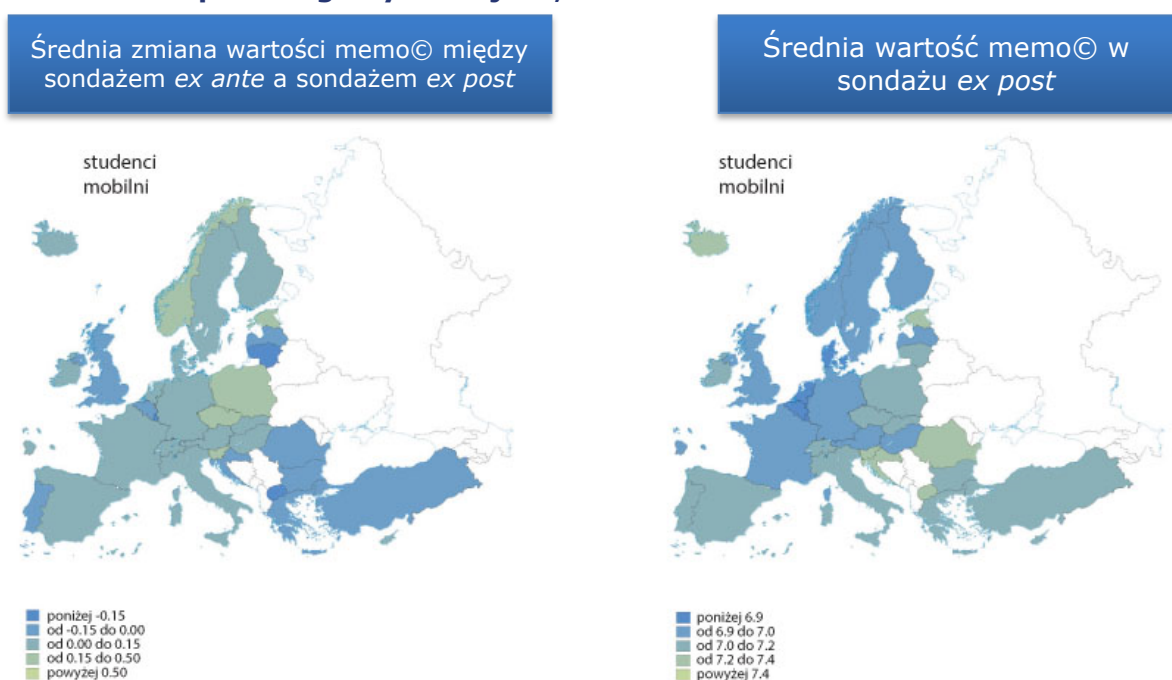 Średnia zmiana wartości memo© między
sondażem ex ante a sondażem ex post
Średnia wartość memo© w
sondażu ex post
studenci
mobilni
studenci
mobilni
poniżej -0.15
od -0.15 do 0.00
od 0.00 do 0.15
od 0.15 do 0.50
powyżej 0.50
poniżej 6.9
od 6.9 do 7.0
od 7.0 do 7.2
od 7.2 do 7.4
powyżej 7.4